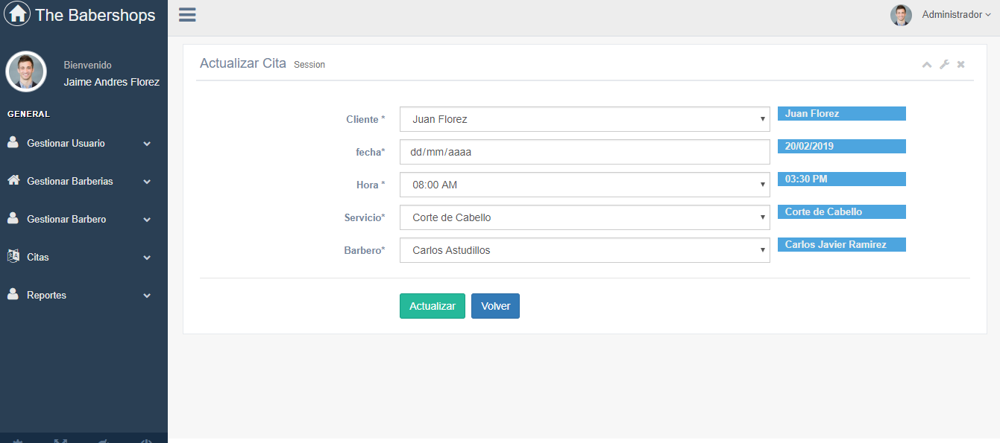 The Babershops
Administrador
Bienvenido
Jaime Andres Florez
GENERAL
Gestionar Usuario
Gestionar Barberias
Gestionar Barbero
Citas
Reportes
Actualizar Cita Session
Cliente * Juan Florez Juan Florez
fecha* dd/mm/aaaa 20/02/2019
Hora * 08:00 AM 03:30 PM
Servicio* Corte de Cabello Corte de Cabello
Barbero* Carlos Astudillos Carlos Javier Ramirez
Actualizar Volver